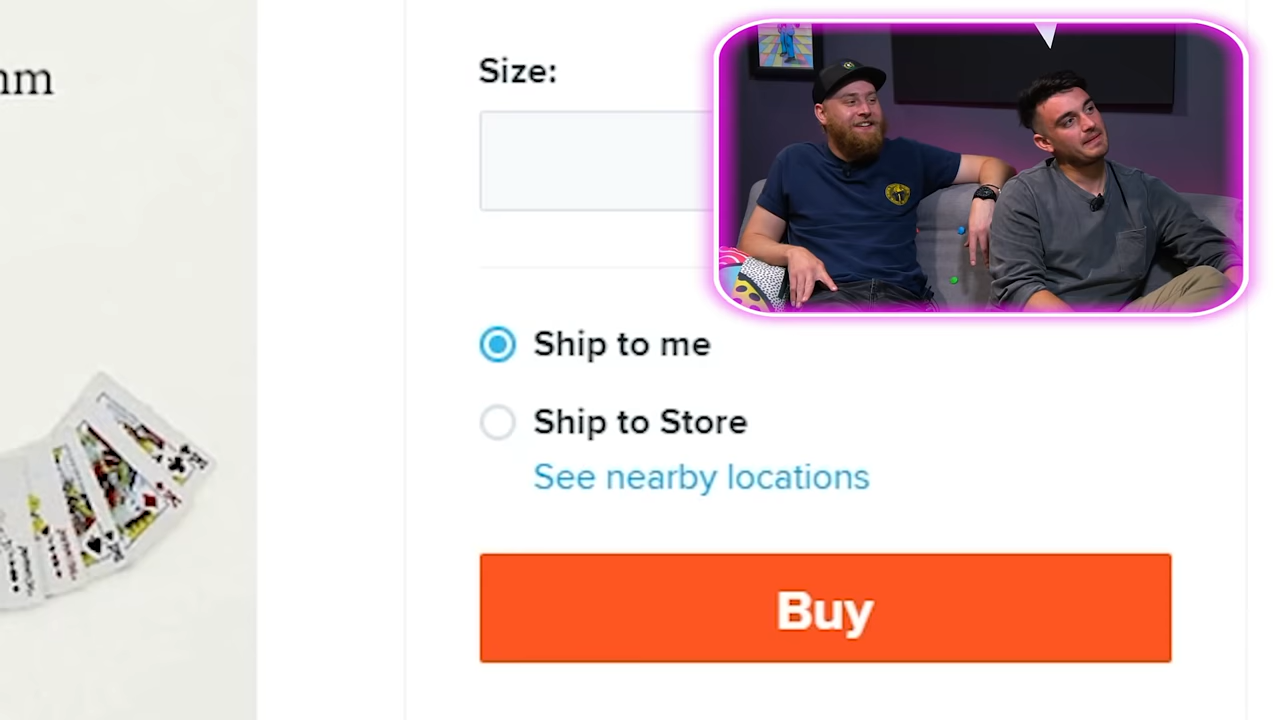 nm
Size:
Ship to me
Ship to Store
See nearby locations
Buy